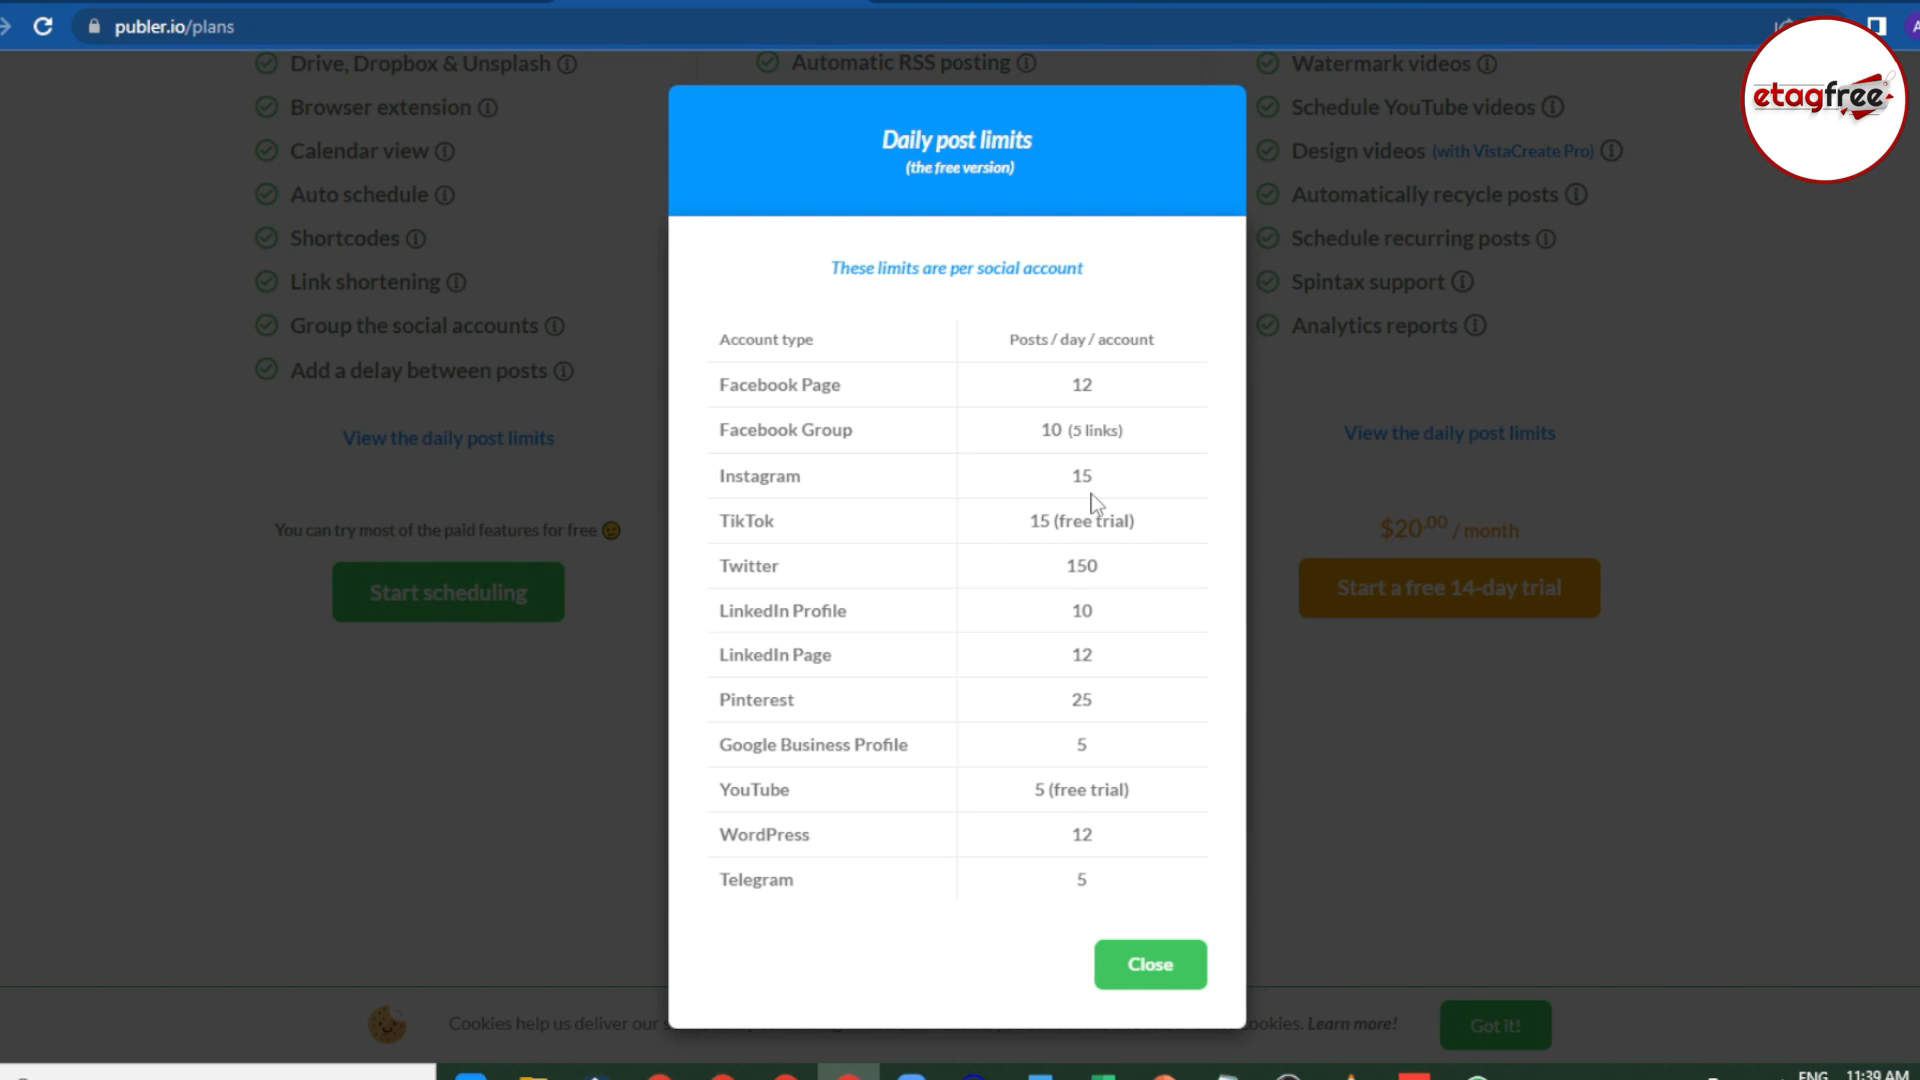 publer.io/plans
etagfree
Drive, Dropbox & Unsplash
Browser extension
Calendar view
Auto schedule
Shortcodes
Link shortening
Group the social accounts
Add a delay between posts
View the daily post limits
You can try most of the paid features for free
Start scheduling
Automatic RSS posting
Daily post limits
(the free version)
These limits are per social account
Account type Posts / day / account
Facebook Page 12
Facebook Group 10 (5 links)
Instagram 15
TikTok 15 (free trial)
Twitter 150
LinkedIn Profile 10
LinkedIn Page 12
Pinterest 25
Google Business Profile 5
YouTube 5 (free trial)
WordPress 12
Telegram 5
Close
Watermark videos
Schedule YouTube videos
Design videos (with VistaCreate Pro)
Automatically recycle posts
Schedule recurring posts
Spintax support
Analytics reports
View the daily post limits
$20.00 / month
Start a free 14-day trial
Cookies help us deliver our
ookies. Learn more!
Got it!
ENG 11:39 AM